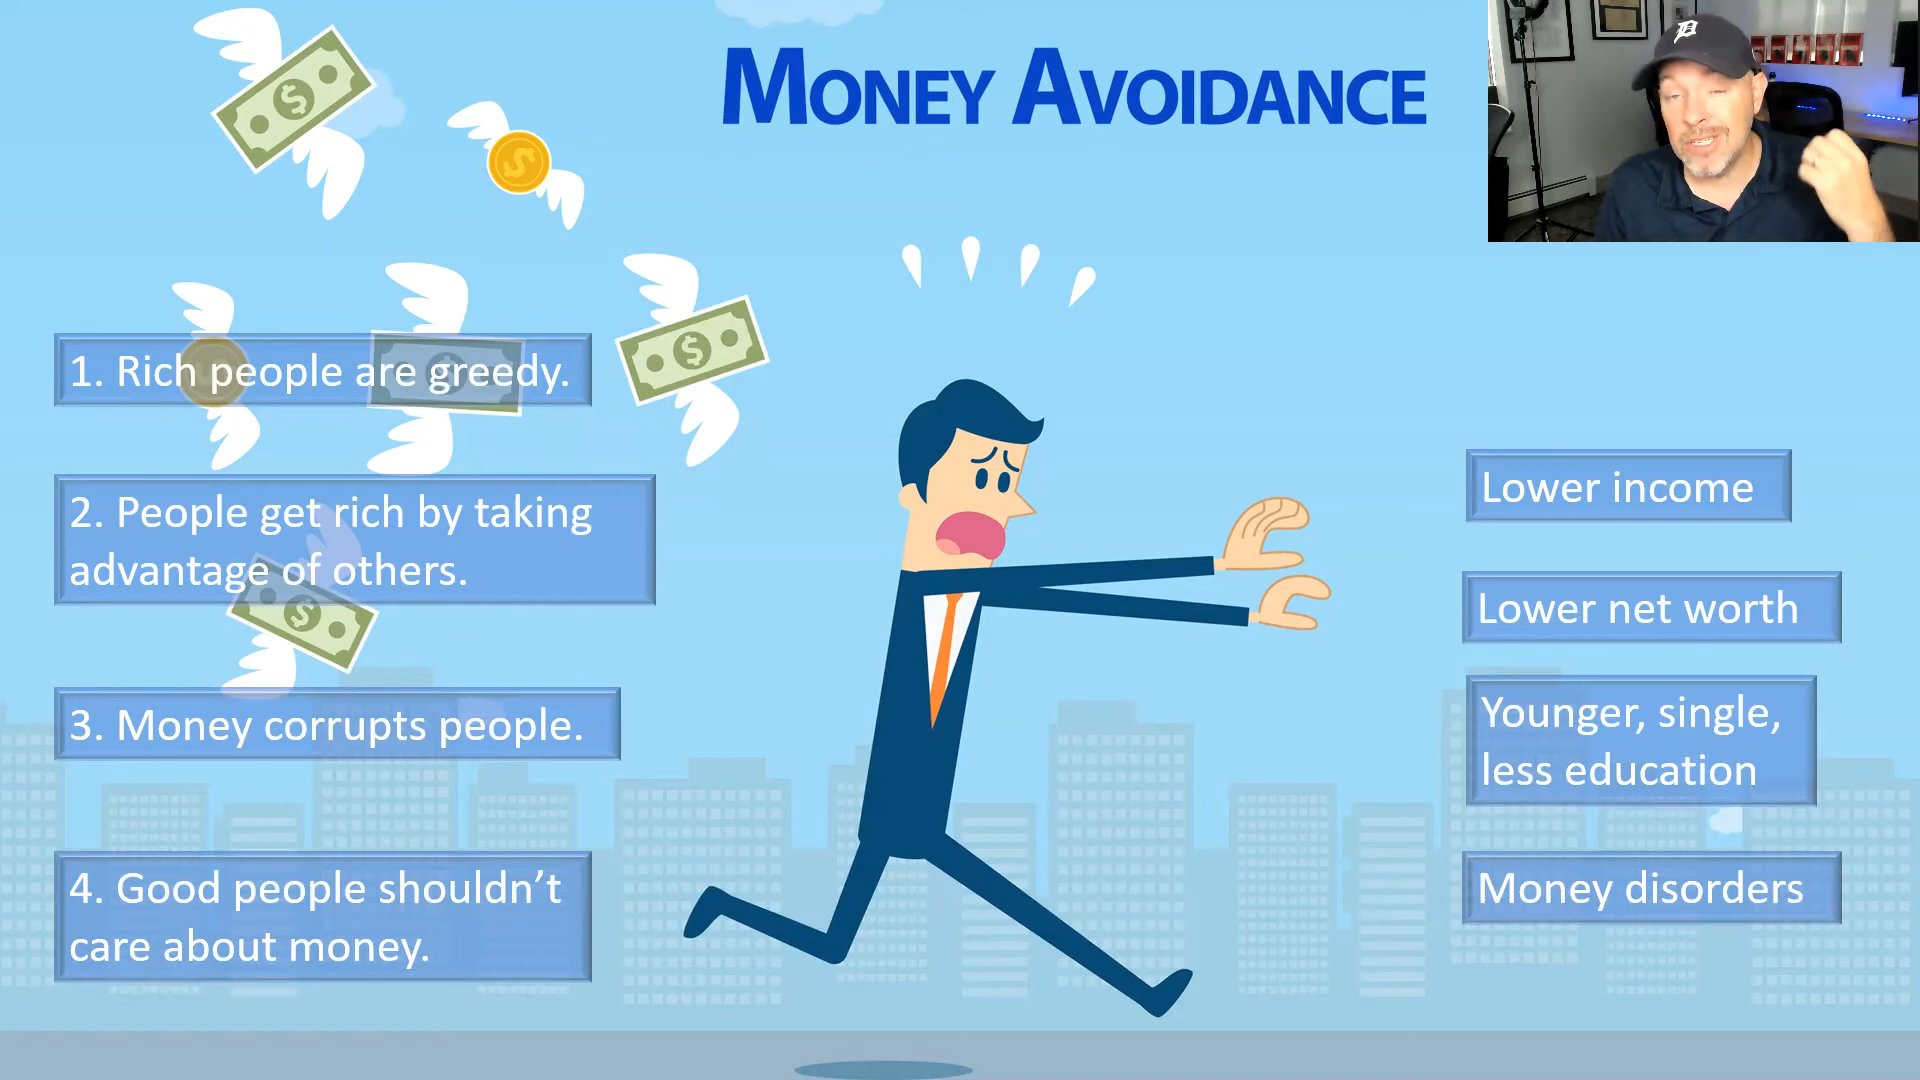 Money Avoidance
1. Rich people are greedy.
2. People get rich by taking
advantage of others.
3. Money corrupts people.
4. Good people shouldn’t
care about money.
Lower income
Lower net worth
Younger, single,
less education
Money disorders